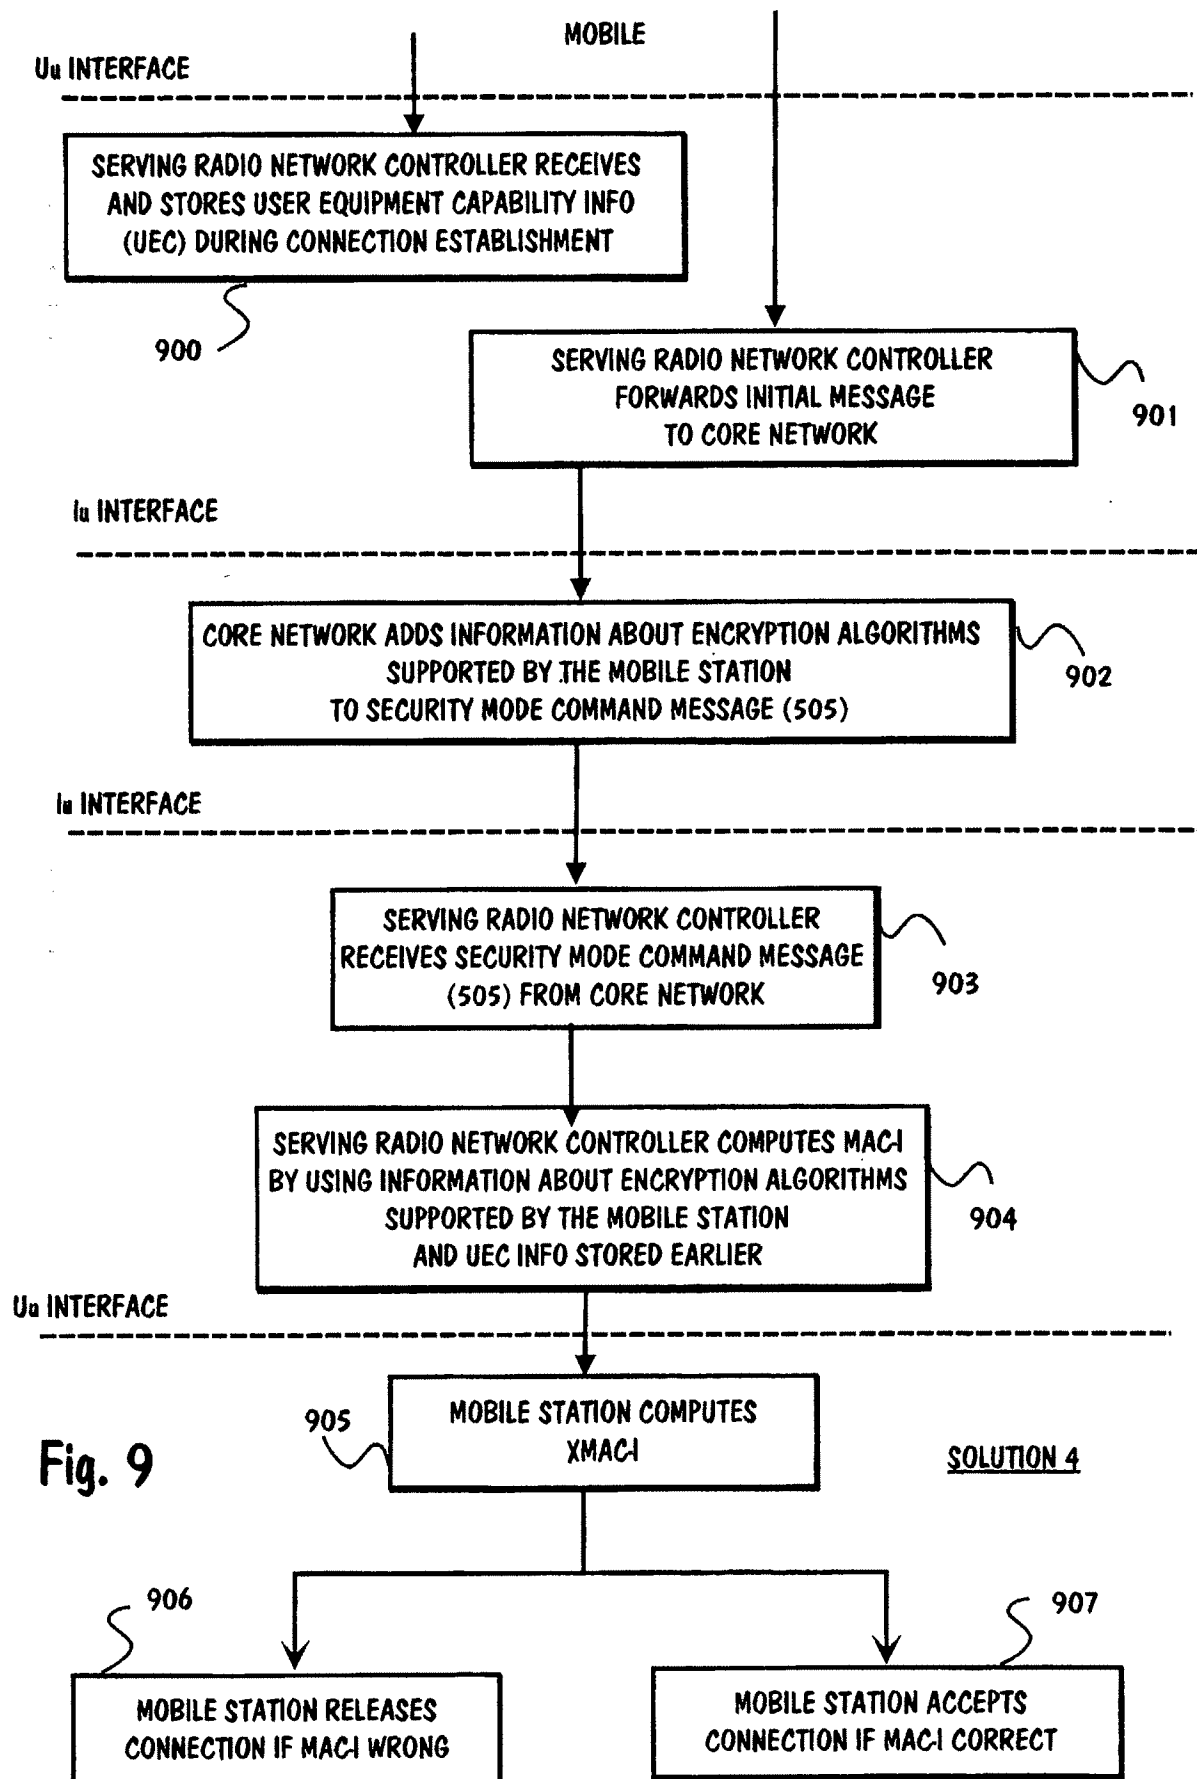 MOBILE
Uu INTERFACE
SERVING RADIO NETWORK CONTROLLER RECEIVES
AND STORES USER EQUIPMENT CAPABILITY INFO
(UEC) DURING CONNECTION ESTABLISHMENT
900
SERVING RADIO NETWORK CONTROLLER
FORWARDS INITIAL MESSAGE
TO CORE NETWORK
901
Iu INTERFACE
CORE NETWORK ADDS INFORMATION ABOUT ENCRYPTION ALGORITHMS
SUPPORTED BY THE MOBILE STATION
TO SECURITY MODE COMMAND MESSAGE (505)
902
Iu INTERFACE
SERVING RADIO NETWORK CONTROLLER
RECEIVES SECURITY MODE COMMAND MESSAGE
(505) FROM CORE NETWORK
903
SERVING RADIO NETWORK CONTROLLER COMPUTES MAC-I
BY USING INFORMATION ABOUT ENCRYPTION ALGORITHMS
SUPPORTED BY THE MOBILE STATION
AND UEC INFO STORED EARLIER
904
Uu INTERFACE
MOBILE STATION COMPUTES
XMAC-I
905
Fig. 9
SOLUTION 4
906
907
MOBILE STATION RELEASES
CONNECTION IF MAC-I WRONG
MOBILE STATION ACCEPTS
CONNECTION IF MAC-I CORRECT